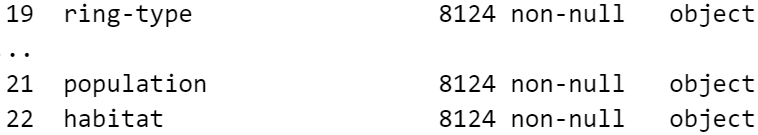 19 ring-type 8124 non-null object
..
21 population 8124 non-null object
22 habitat 8124 non-null object